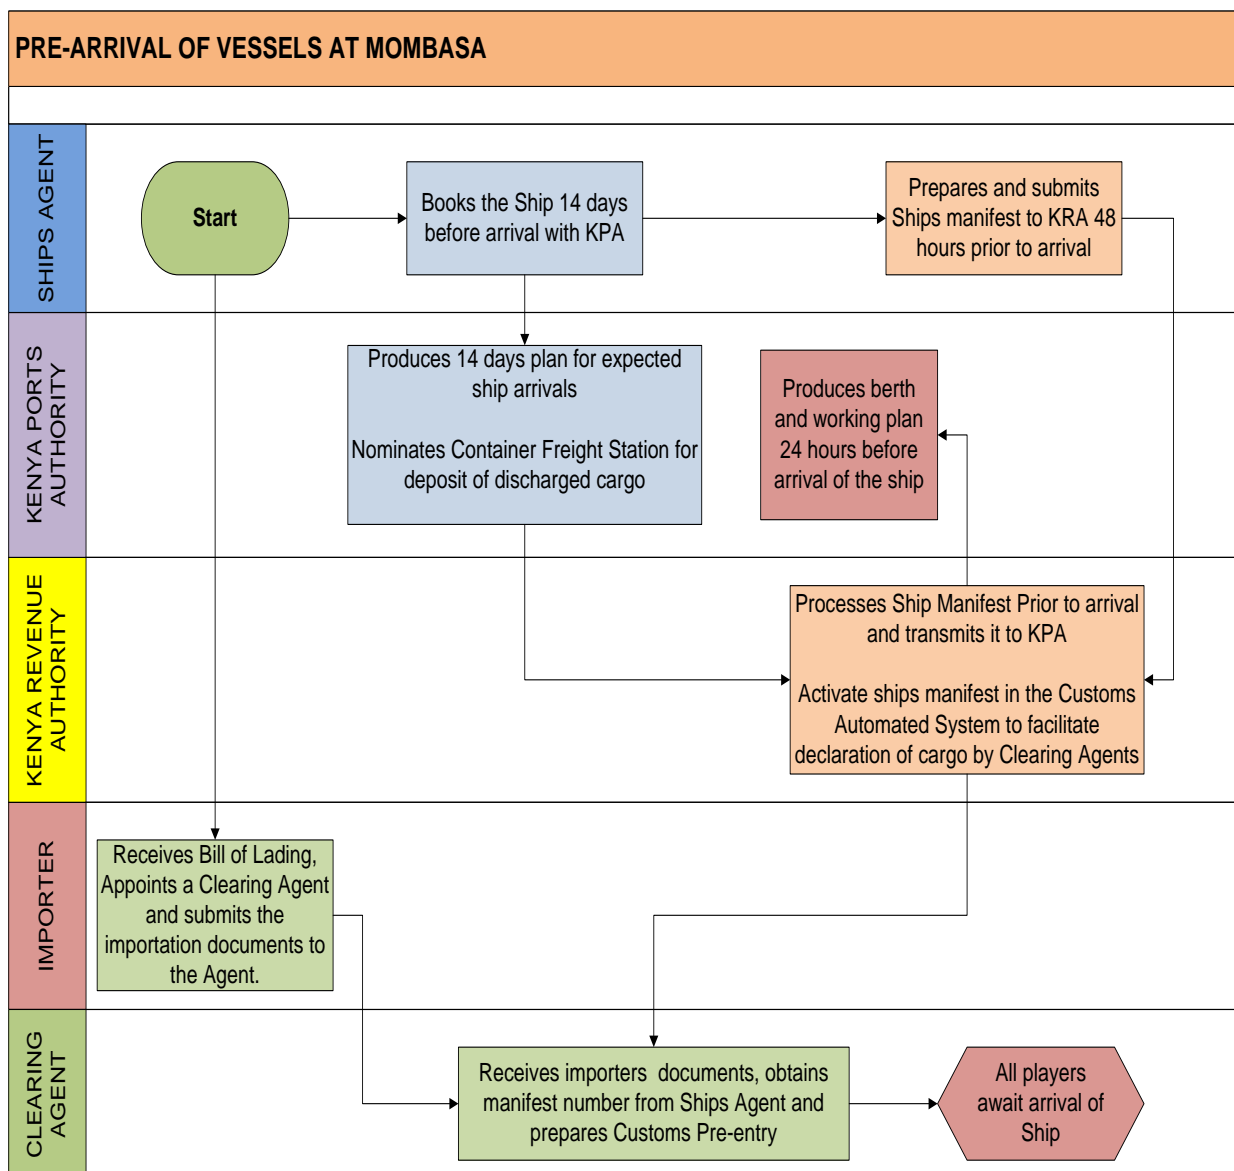 PRE-ARRIVAL OF VESSELS AT MOMBASA
SHIPS AGENT
Start
Books the Ship 14 days
before arrival with KPA
Prepares and submits
Ships manifest to KRA 48
hours prior to arrival
KENYA PORTS
AUTHORITY
Produces 14 days plan for expected
ship arrivals
Nominates Container Freight Station for
deposit of discharged cargo
Produces berth
and working plan
24 hours before
arrival of the ship
KENYA REVENUE
AUTHORITY
Processes Ship Manifest Prior to arrival
and transmits it to KPA
Activate ships manifest in the Customs
Automated System to facilitate
declaration of cargo by Clearing Agents
IMPORTER
Receives Bill of Lading,
Appoints a Clearing Agent
and submits the
importation documents to
the Agent.
CLEARING
AGENT
Receives importers  documents, obtains
manifest number from Ships Agent and
prepares Customs Pre-entry
All players
await arrival of
Ship